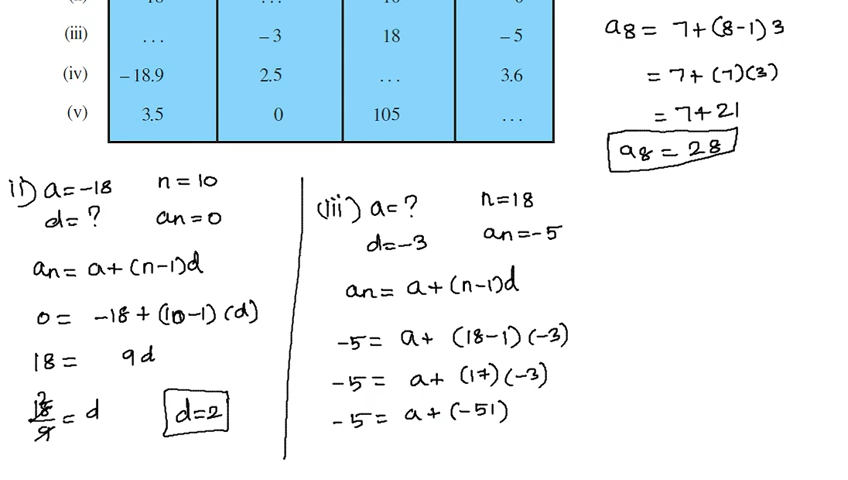 (iii) ... – 3 18 – 5
(iv) – 18.9 2.5 ... 3.6
(v) 3.5 0 105 ...
a8 = 7+(8-1) 3
= 7+(7)(3)
= 7+21
a8 = 28
ii) a=-18 n=10
d=? an=0
an= a+(n-1)d
0= -18+(10-1)(d)
18= 9d
2
18/9 = d d=2
(iii) a=? n=18
d=-3 an=-5
an= a+(n-1)d
-5= a+ (18-1)(-3)
-5= a+(17)(-3)
-5= a+(-51)